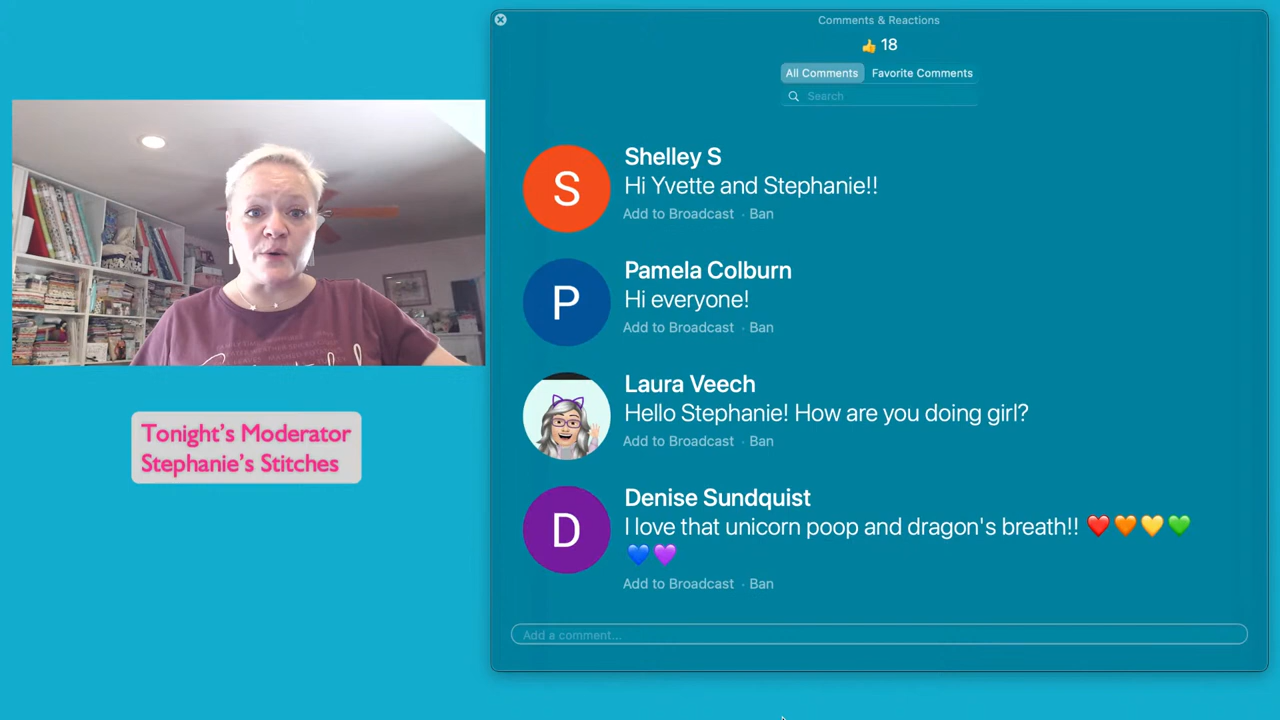 Comments & Reactions
👍 18
All Comments Favorite Comments
Search
S
Shelley S
Hi Yvette and Stephanie!!
Add to Broadcast · Ban
P
Pamela Colburn
Hi everyone!
Add to Broadcast · Ban
Laura Veech
Hello Stephanie! How are you doing girl?
Add to Broadcast · Ban
D
Denise Sundquist
I love that unicorn poop and dragon's breath!! ❤️🧡💛💚
💙💜
Add to Broadcast · Ban
Add a comment...
Tonight's Moderator
Stephanie's Stitches